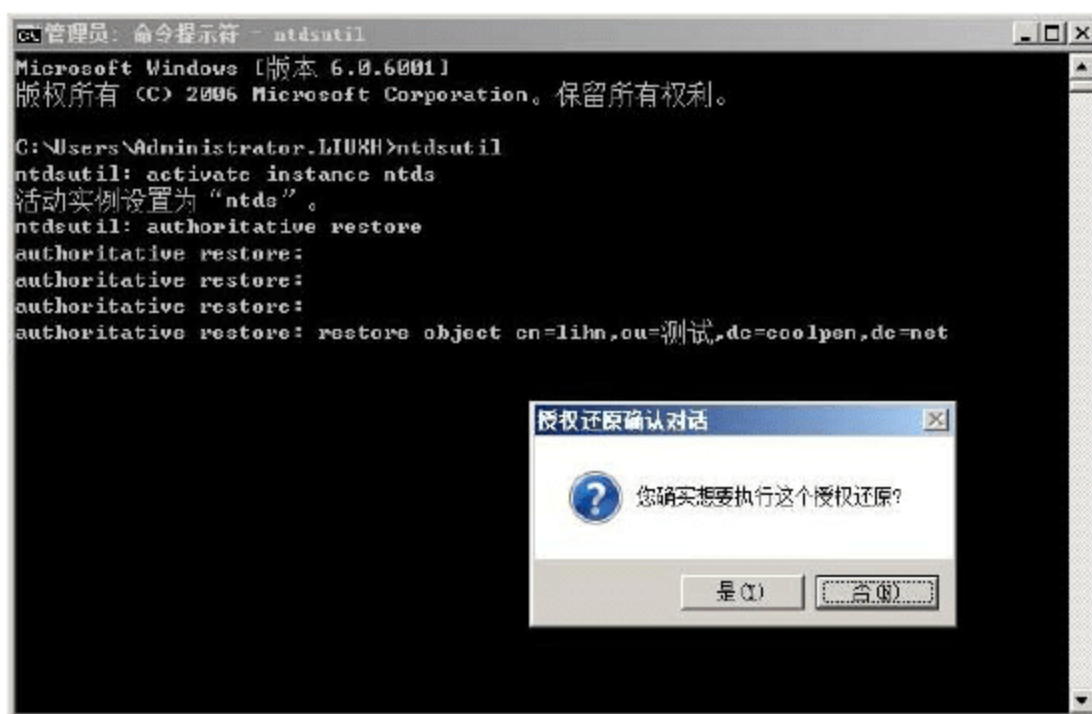 管理员: 命令提示符 - ntdsutil
Microsoft Windows [版本 6.0.6001]
版权所有 (C) 2006 Microsoft Corporation。保留所有权利。
C:\Users\Administrator.LIUXH>ntdsutil
ntdsutil: activate instance ntds
活动实例设置为“ntds”。
ntdsutil: authoritative restore
authoritative restore:
authoritative restore:
authoritative restore:
authoritative restore: restore object cn=lihn,ou=测试,dc=coolpen,dc=net
授权还原确认对话
您确实想要执行这个授权还原?
是(Y)
否(N)